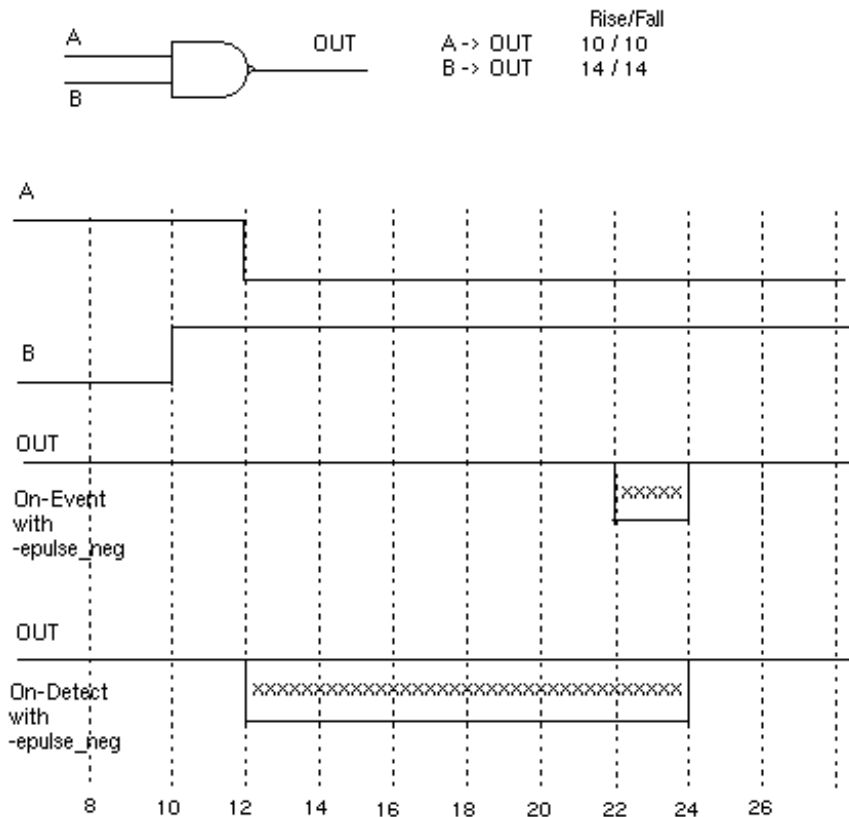 Rise/Fall
A OUT A -> OUT 10 / 10
B -> OUT 14 / 14
B
A
B
OUT
On-Event
with
-epulse_neg
XXXXX
OUT
On-Detect
with
-epulse_neg
XXXXXXXXXXXXXXXXXXXXXXXXXXXXXXXXXXX
8 10 12 14 16 18 20 22 24 26